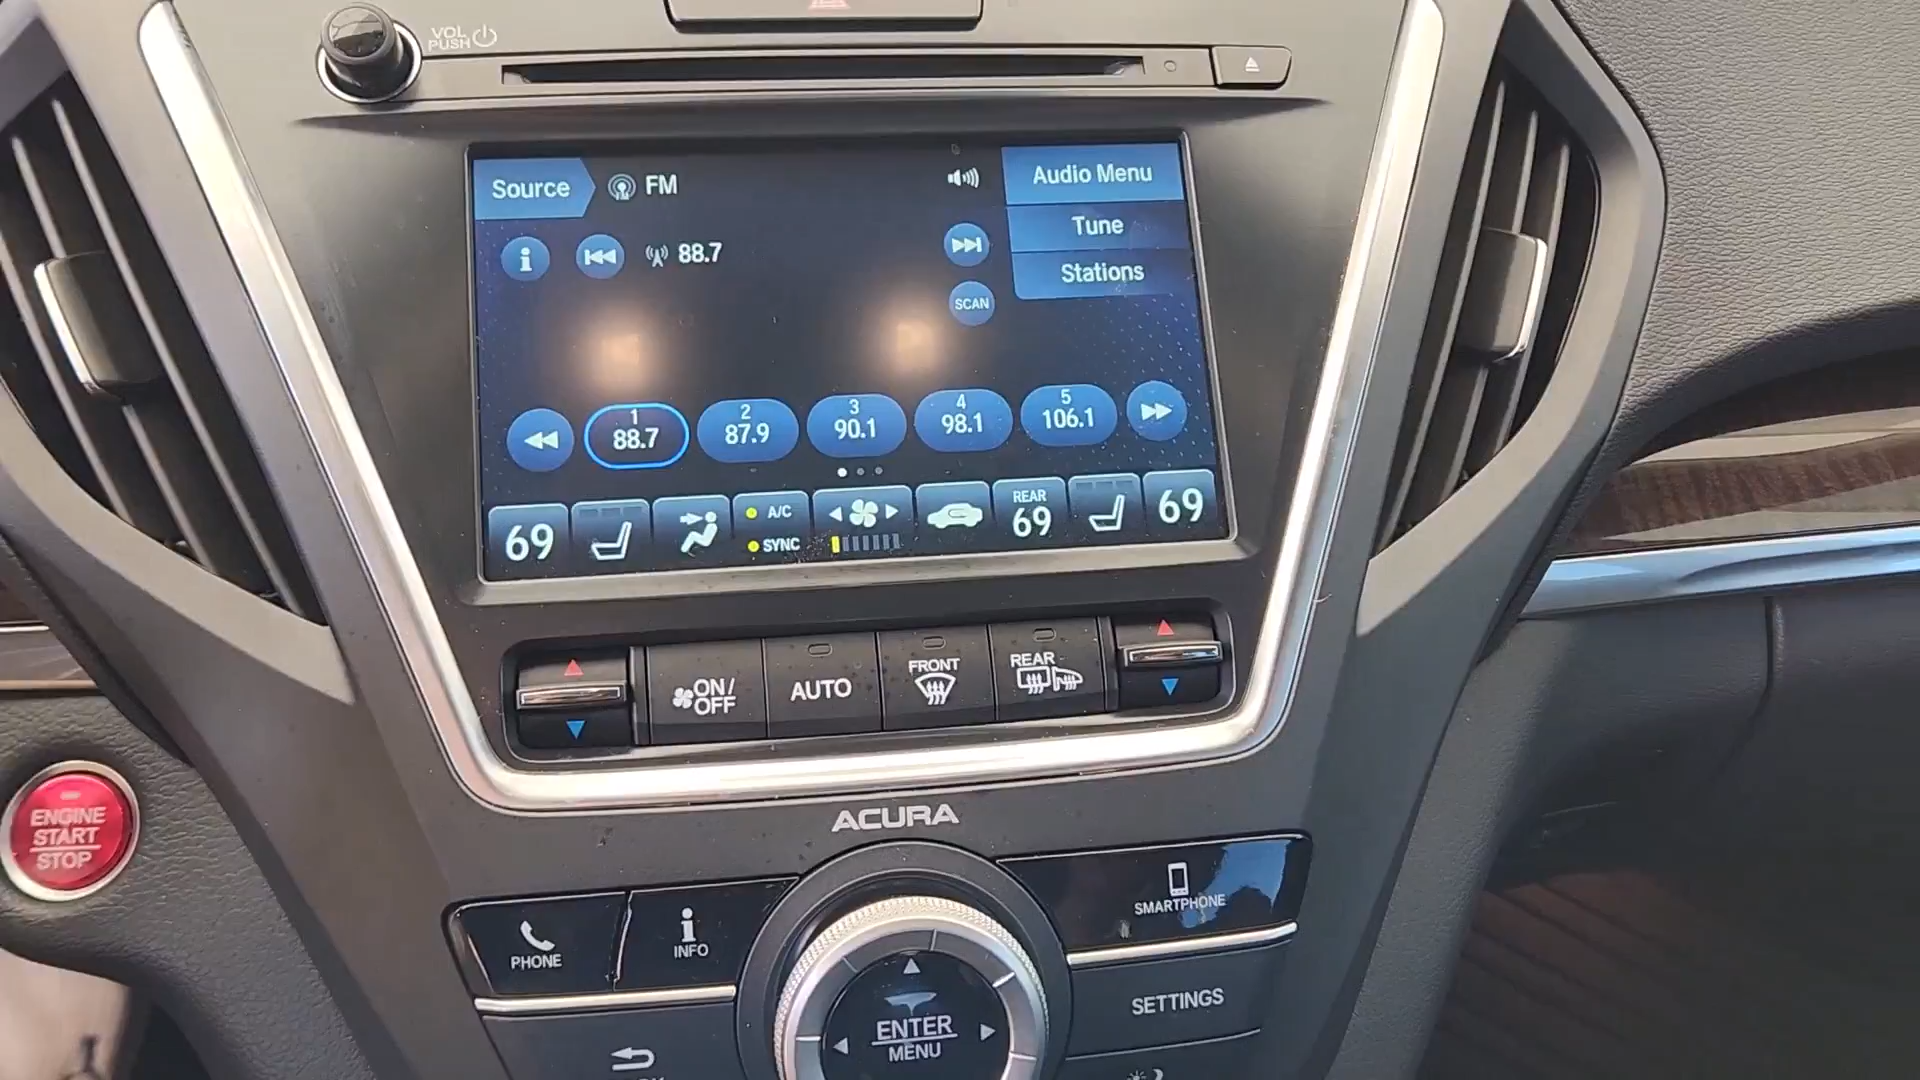 VOL
PUSH
Source
FM
Audio Menu
Tune
Stations
88.7
SCAN
1
88.7
2
87.9
3
90.1
4
98.1
5
106.1
69
A/C
SYNC
REAR
69
69
ON/
OFF
AUTO
FRONT
REAR
ENGINE
START
STOP
ACURA
PHONE
INFO
SMARTPHONE
SETTINGS
ENTER
MENU